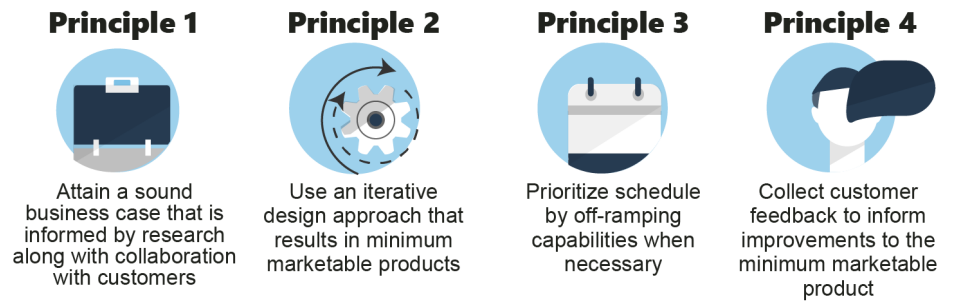 Principle 1
Attain a sound
business case that is
informed by research
along with collaboration
with customers
Principle 2
Use an iterative
design approach that
results in minimum
marketable products
Principle 3
Prioritize schedule
by off-ramping
capabilities when
necessary
Principle 4
Collect customer
feedback to inform
improvements to the
minimum marketable
product